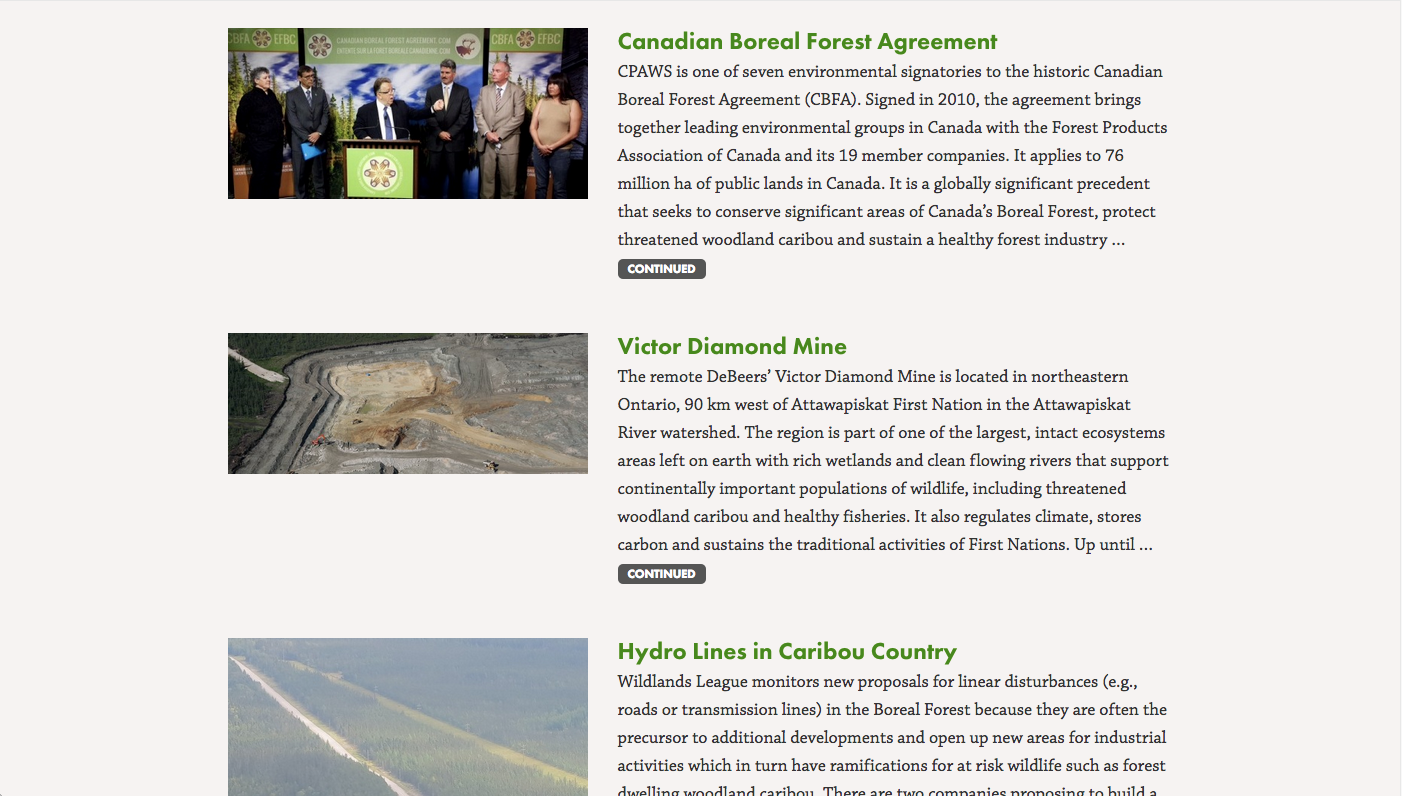 CBFA EFBC
CANADIAN BOREAL FOREST AGREEMENT.COM
ENTENTE SUR LA FORET BOREALE CANADIENNE.COM
CBFA EFBC
Canadian Boreal Forest Agreement
CPAWS is one of seven environmental signatories to the historic Canadian
Boreal Forest Agreement (CBFA). Signed in 2010, the agreement brings
together leading environmental groups in Canada with the Forest Products
Association of Canada and its 19 member companies. It applies to 76
million ha of public lands in Canada. It is a globally significant precedent
that seeks to conserve significant areas of Canada’s Boreal Forest, protect
threatened woodland caribou and sustain a healthy forest industry ...
CONTINUED
Victor Diamond Mine
The remote DeBeers’ Victor Diamond Mine is located in northeastern
Ontario, 90 km west of Attawapiskat First Nation in the Attawapiskat
River watershed. The region is part of one of the largest, intact ecosystems
areas left on earth with rich wetlands and clean flowing rivers that support
continentally important populations of wildlife, including threatened
woodland caribou and healthy fisheries. It also regulates climate, stores
carbon and sustains the traditional activities of First Nations. Up until ...
CONTINUED
Hydro Lines in Caribou Country
Wildlands League monitors new proposals for linear disturbances (e.g.,
roads or transmission lines) in the Boreal Forest because they are often the
precursor to additional developments and open up new areas for industrial
activities which in turn have ramifications for at risk wildlife such as forest
dwelling woodland caribou. There are two companies proposing to build a